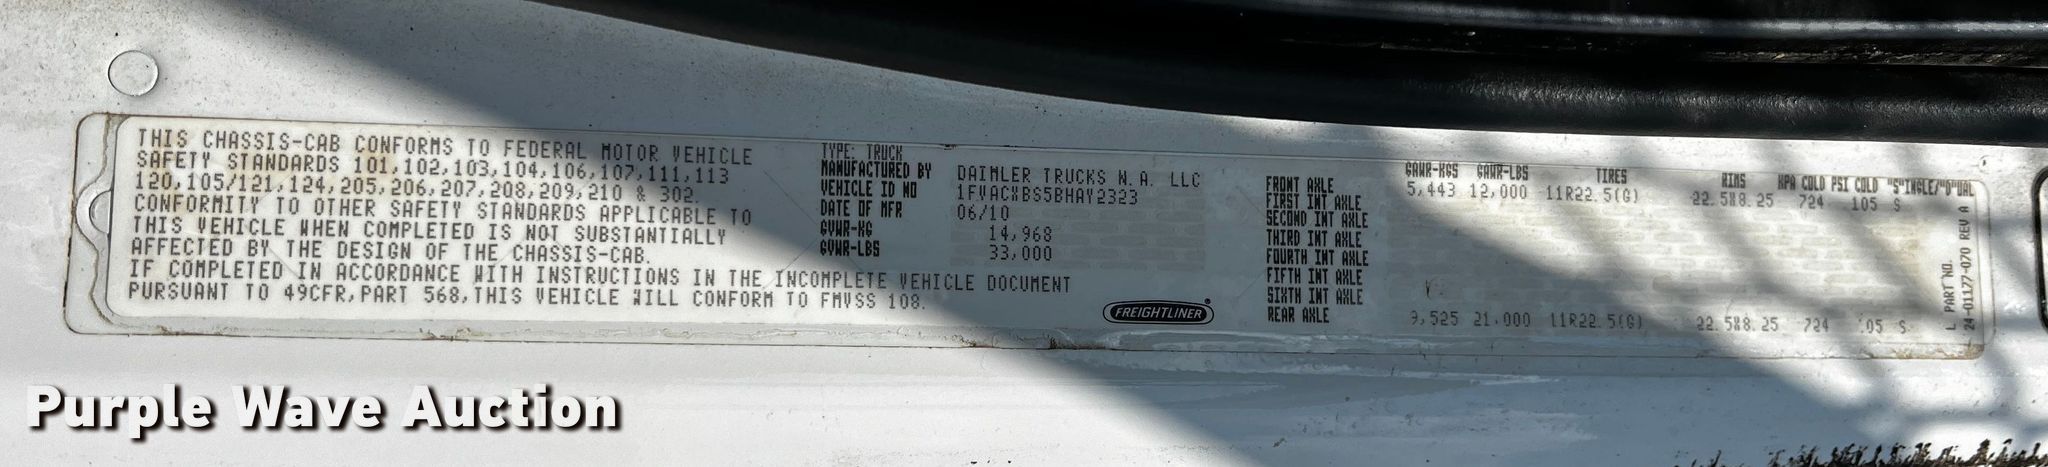 THIS CHASSIS-CAB CONFORMS TO FEDERAL MOTOR VEHICLE
SAFETY STANDARDS 101,102,103,104,106,107,111,113
120,105/121,124,205,206,207,208,209,210 & 302.
CONFORMITY TO OTHER SAFETY STANDARDS APPLICABLE TO
THIS VEHICLE WHEN COMPLETED IS NOT SUBSTANTIALLY
AFFECTED BY THE DESIGN OF THE CHASSIS-CAB.
IF COMPLETED IN ACCORDANCE WITH INSTRUCTIONS IN THE INCOMPLETE VEHICLE DOCUMENT
PURSUANT TO 49CFR,PART 568,THIS VEHICLE WILL CONFORM TO FMVSS 108.
TYPE: TRUCK
MANUFACTURED BY DAIMLER TRUCKS N.A. LLC
VEHICLE ID NO 1FVACXBS5BHAY2323
DATE OF MFR 06/10
GVWR-KG 14,968
GVWR-LBS 33,000
FREIGHTLINER®
GAWR-KGS GAWR-LBS TIRES RIMS KPA COLD PSI COLD "S"INGLE/"D"UAL
FRONT AXLE 5,443 12,000 11R22.5(G) 22.5X8.25 724 105 S
FIRST INT AXLE
SECOND INT AXLE
THIRD INT AXLE
FOURTH INT AXLE
FIFTH INT AXLE
SIXTH INT AXLE
REAR AXLE 9,525 21,000 11R22.5(G) 22.5X8.25 724 105 S
L PART NO.
24-01177-070 REV A
Purple Wave Auction